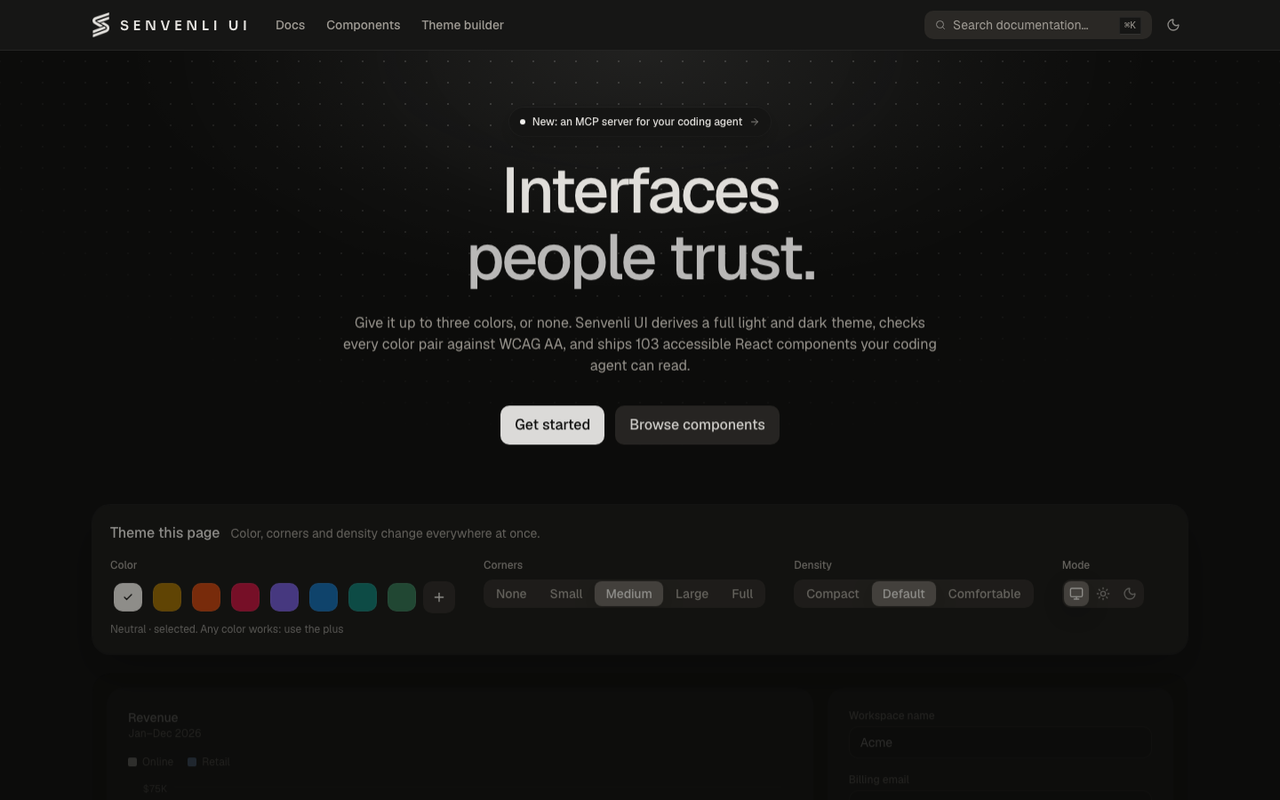 SENVENLI UI
Docs
Components
Theme builder
Search documentation...
⌘K
New: an MCP server for your coding agent →
Interfaces
people trust.
Give it up to three colors, or none. Senvenli UI derives a full light and dark theme, checks
every color pair against WCAG AA, and ships 103 accessible React components your coding
agent can read.
Get started
Browse components
Theme this page
Color, corners and density change everywhere at once.
Color
Corners
Density
Mode
None
Small
Medium
Large
Full
Compact
Default
Comfortable
Neutral · selected. Any color works: use the plus
Revenue
Jan–Dec 2026
Online
Retail
$75K
Workspace name
Acme
Billing email